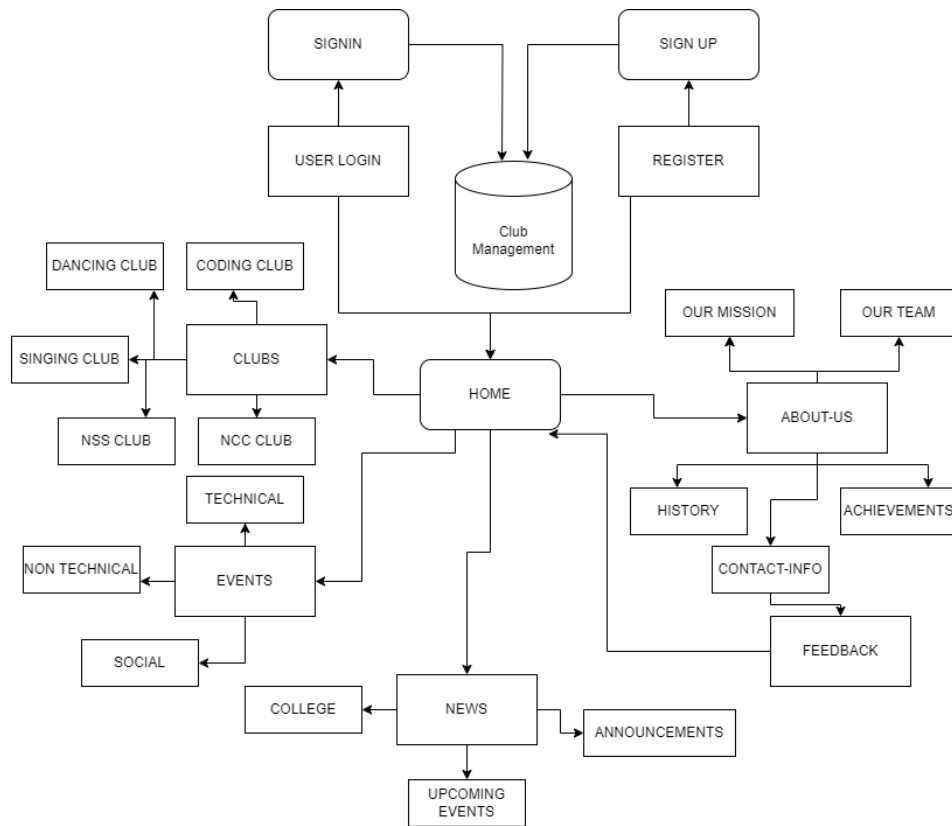 SIGNIN
SIGN UP
USER LOGIN
REGISTER
Club
Management
DANCING CLUB
CODING CLUB
OUR MISSION
OUR TEAM
SINGING CLUB
CLUBS
HOME
ABOUT-US
NSS CLUB
NCC CLUB
TECHNICAL
HISTORY
ACHIEVEMENTS
NON TECHNICAL
EVENTS
CONTACT-INFO
SOCIAL
FEEDBACK
COLLEGE
NEWS
ANNOUNCEMENTS
UPCOMING
EVENTS